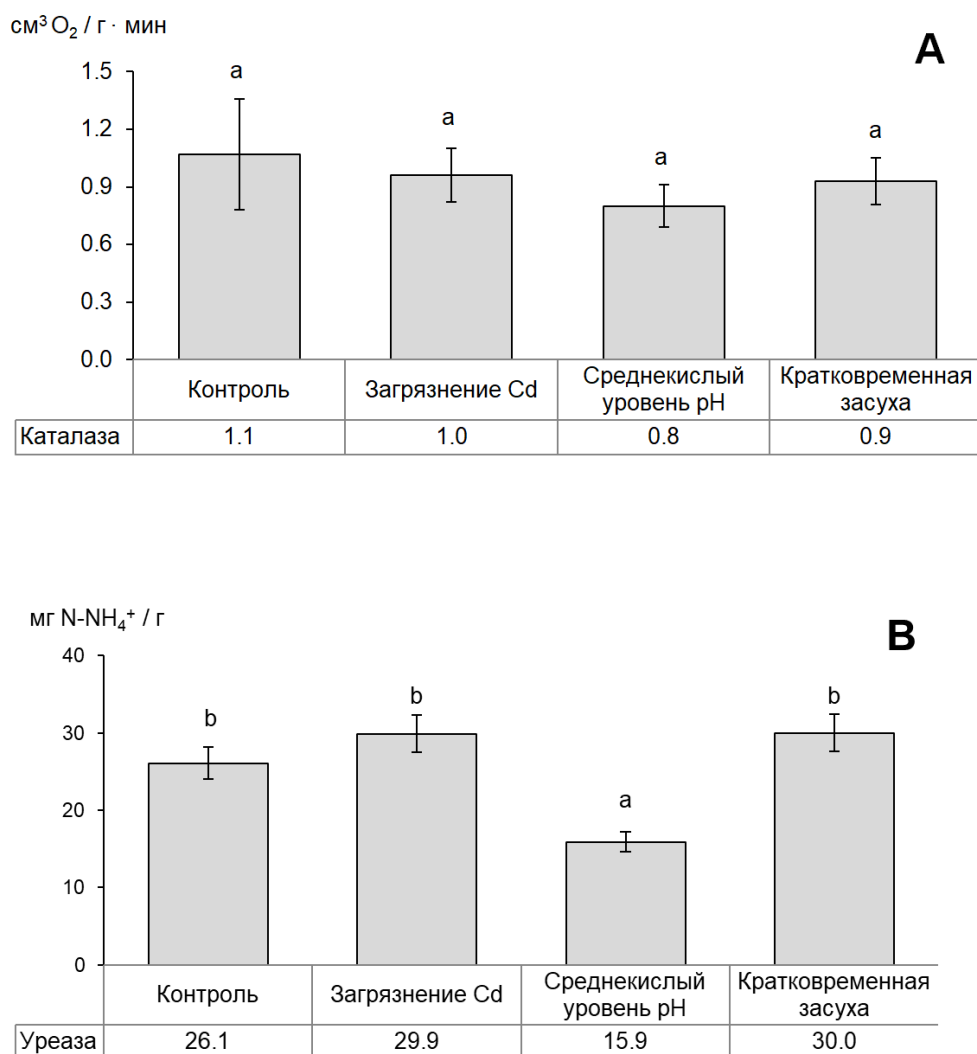 см³ O₂ / г · мин
A
1.5
1.2
0.9
0.6
0.3
0.0
a
a
a
a
Контроль
Загрязнение Cd
Среднекислый
уровень pH
Кратковременная
засуха
Каталаза 1.1 1.0 0.8 0.9
мг N-NH₄⁺ / г
B
40
30
20
10
0
b
b
a
b
Контроль
Загрязнение Cd
Среднекислый
уровень pH
Кратковременная
засуха
Уреаза 26.1 29.9 15.9 30.0